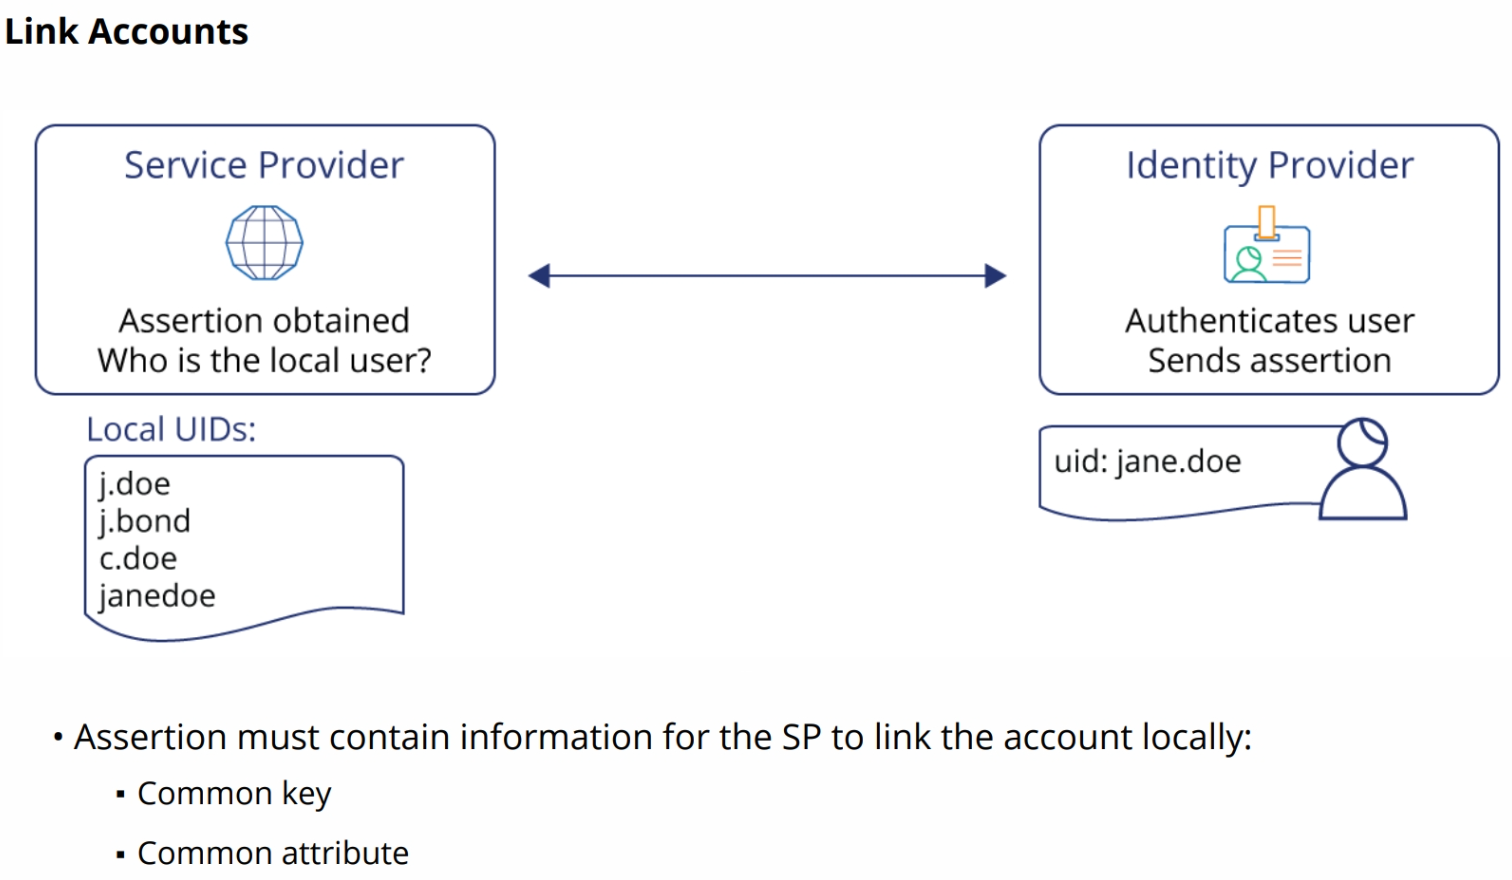 Link Accounts
Service Provider
Assertion obtained
Who is the local user?
Local UIDs:
j.doe
j.bond
c.doe
janedoe
Identity Provider
Authenticates user
Sends assertion
uid: jane.doe
• Assertion must contain information for the SP to link the account locally:
▪ Common key
▪ Common attribute